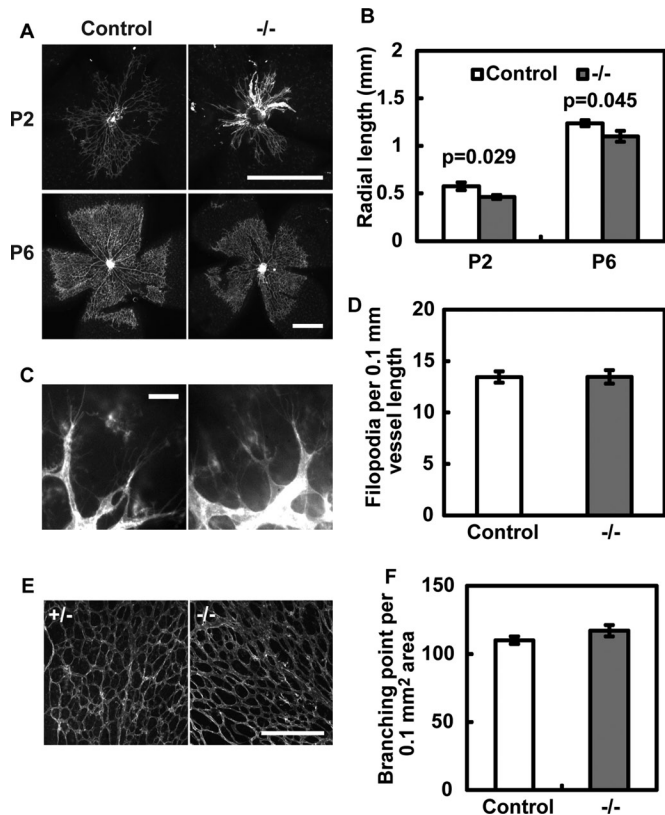 A
Control
-/-
P2
P6
B
Radial length (mm)
2
1.5
1
0.5
0
Control
-/-
p=0.029
p=0.045
P2
P6
C
D
Filopodia per 0.1 mm
vessel length
20
15
10
5
0
Control
-/-
E
+/-
-/-
F
Branching point per
0.1 mm² area
150
100
50
0
Control
-/-